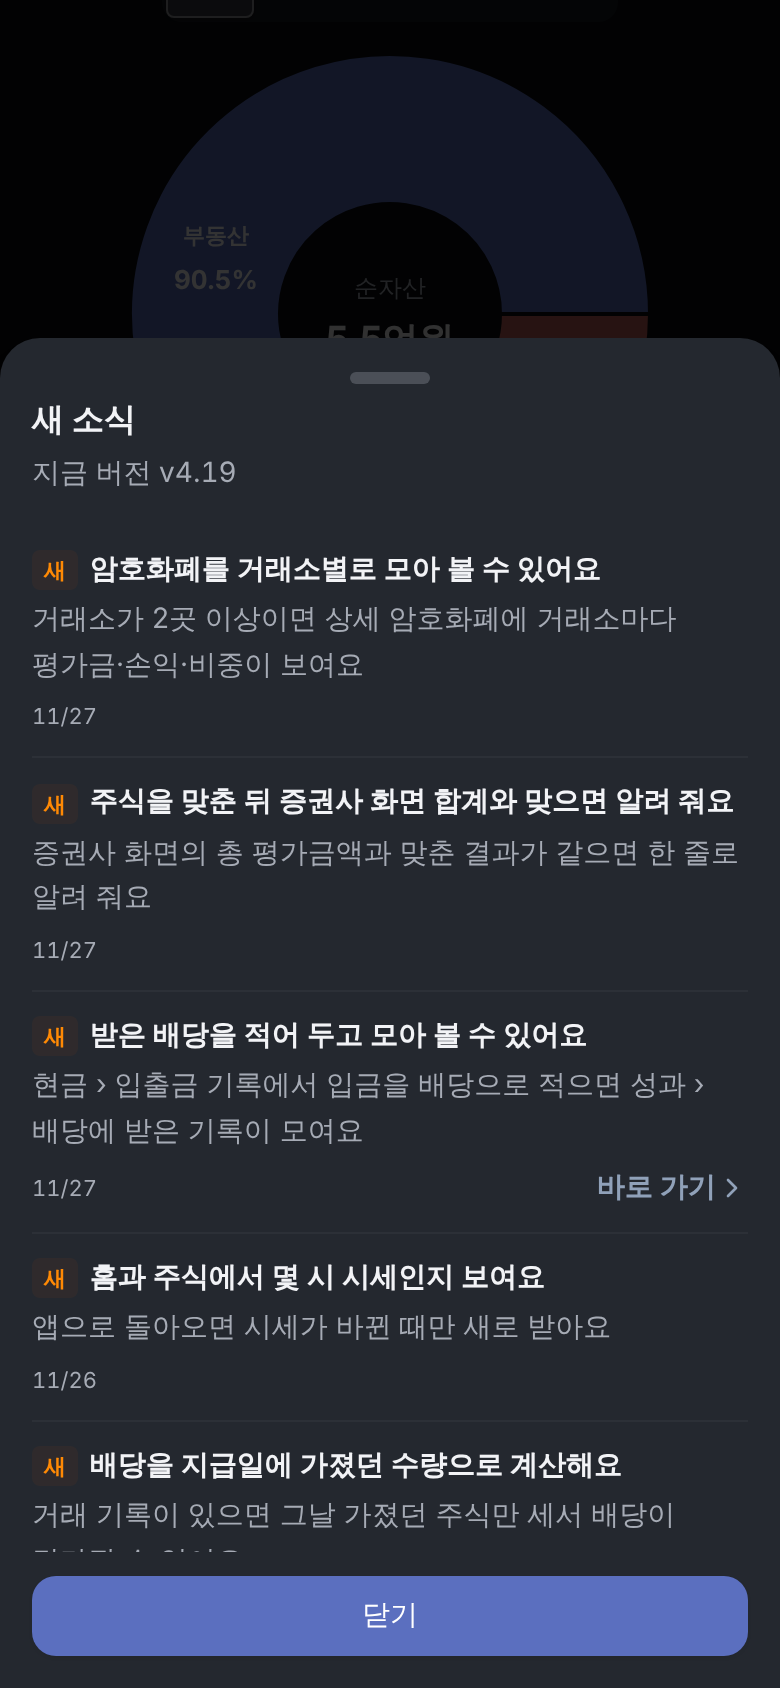 부동산
90.5%
순자산
5.5억원
새 소식
지금 버전 v4.19
새 암호화폐를 거래소별로 모아 볼 수 있어요
거래소가 2곳 이상이면 상세 암호화폐에 거래소마다
평가금·손익·비중이 보여요
11/27
새 주식을 맞춘 뒤 증권사 화면 합계와 맞으면 알려 줘요
증권사 화면의 총 평가금액과 맞춘 결과가 같으면 한 줄로
알려 줘요
11/27
새 받은 배당을 적어 두고 모아 볼 수 있어요
현금 › 입출금 기록에서 입금을 배당으로 적으면 성과 ›
배당에 받은 기록이 모여요
11/27 바로 가기 >
새 홈과 주식에서 몇 시 시세인지 보여요
앱으로 돌아오면 시세가 바뀐 때만 새로 받아요
11/26
새 배당을 지급일에 가졌던 수량으로 계산해요
거래 기록이 있으면 그날 가졌던 주식만 세서 배당이
닫기